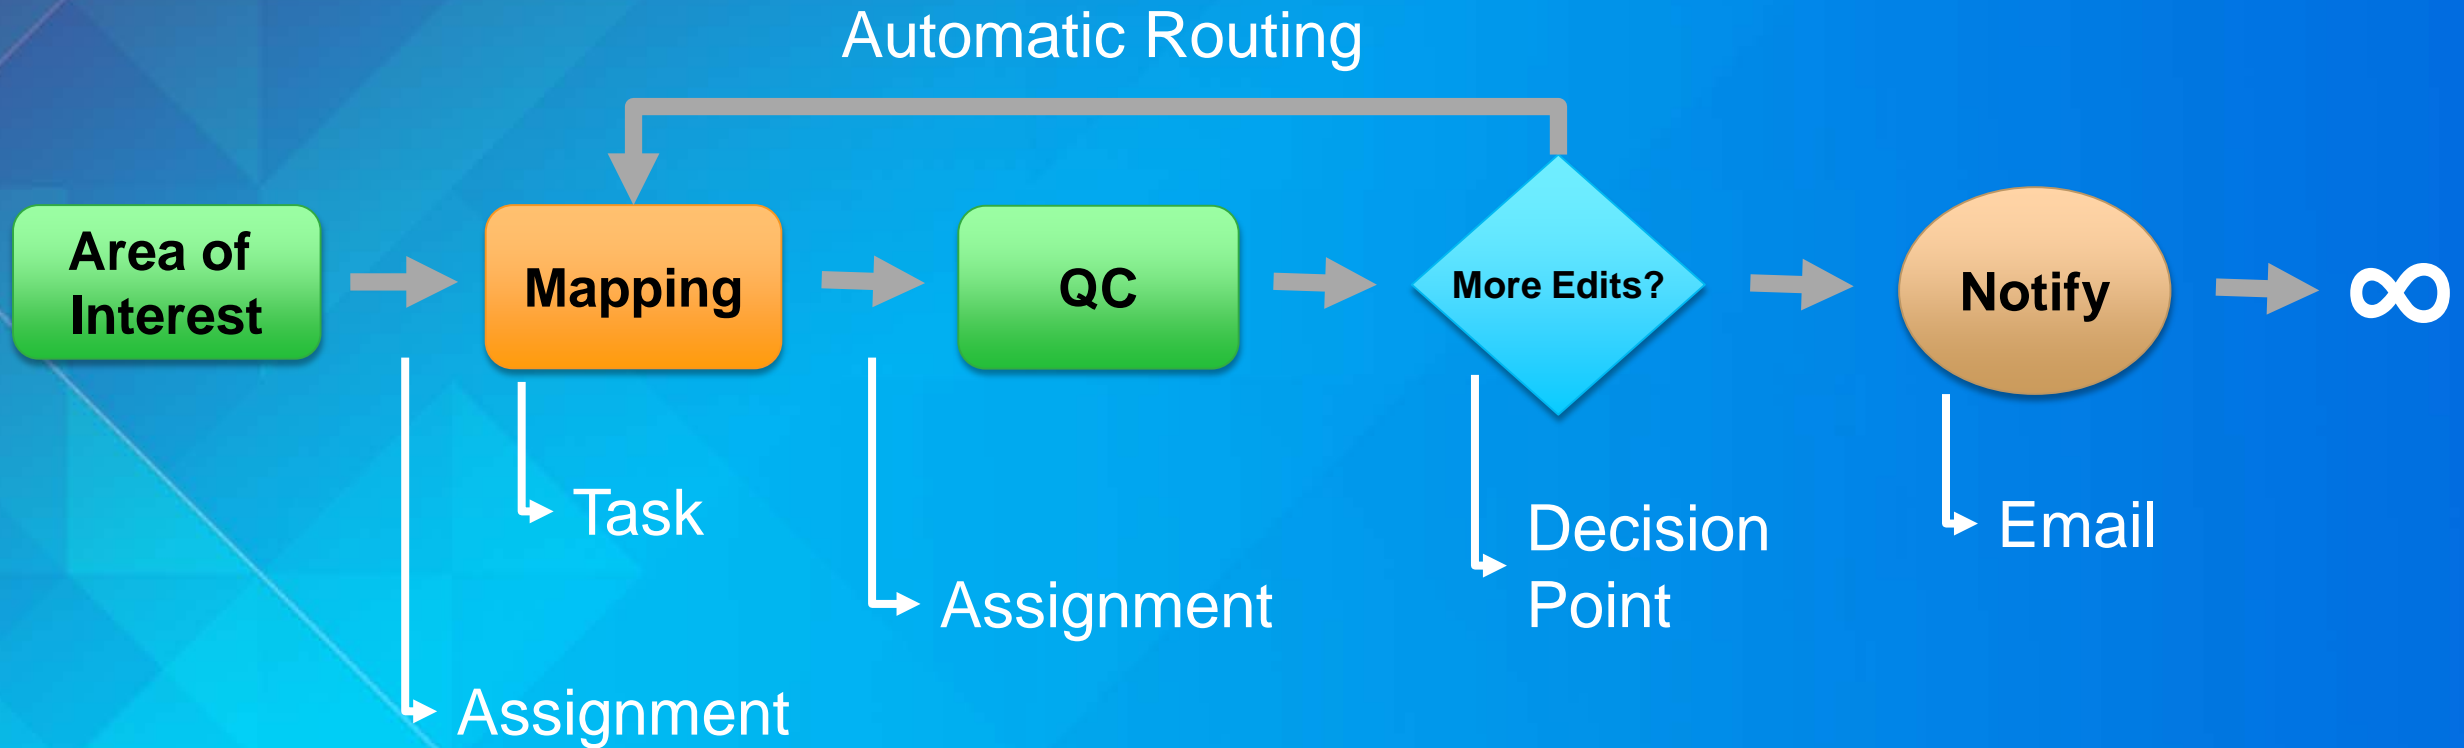 Automatic Routing
Area of
Interest
Mapping
QC
More Edits?
Notify
∞
Task
Decision
Point
Email
Assignment
Assignment